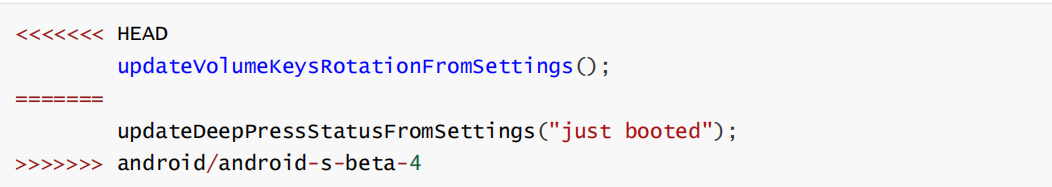 <<<<<<< HEAD
        updateVolumeKeysRotationFromSettings();
=======
        updateDeepPressStatusFromSettings("just booted");
>>>>>>> android/android-s-beta-4